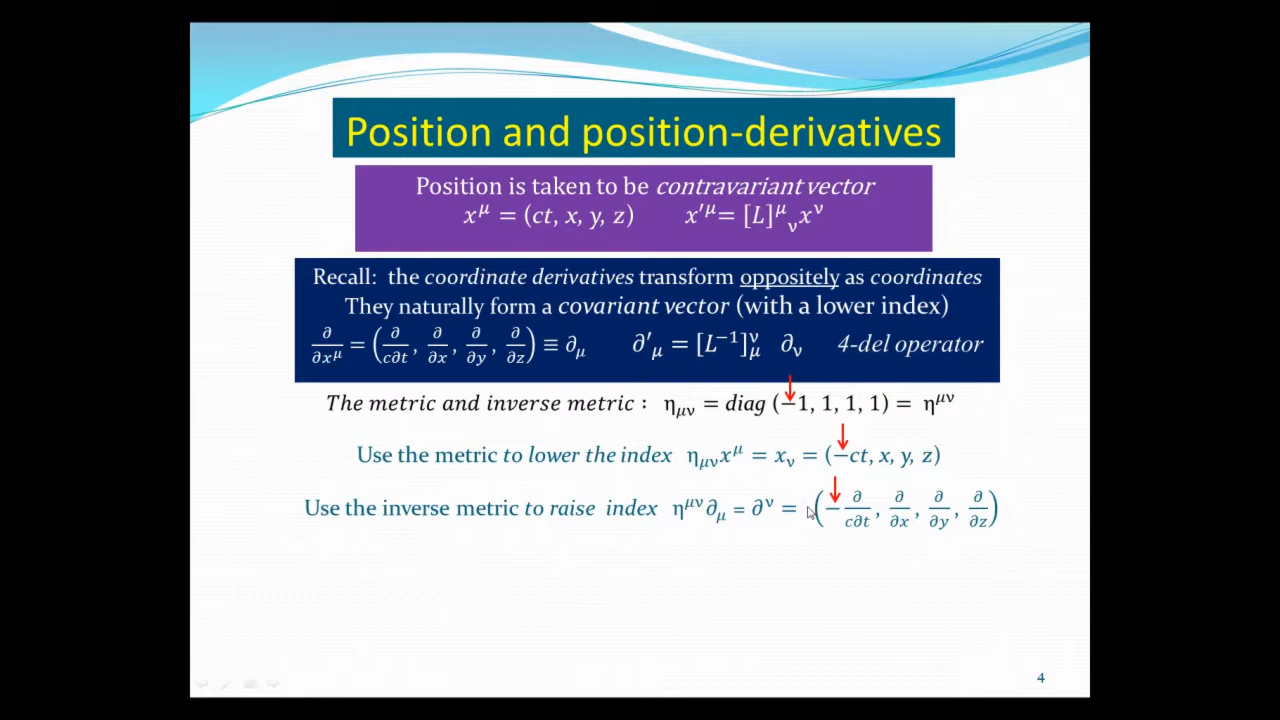 Position and position-derivatives
Position is taken to be contravariant vector
x^μ = (ct, x, y, z) x′^μ = [L]^μ_ν x^ν
Recall: the coordinate derivatives transform oppositely as coordinates
They naturally form a covariant vector (with a lower index)
∂/∂x^μ = (∂/c∂t, ∂/∂x, ∂/∂y, ∂/∂z) ≡ ∂_μ ∂′_μ = [L^−1]^ν_μ ∂_ν 4-del operator
The metric and inverse metric : η_μν = diag (−1, 1, 1, 1) = η^μν
Use the metric to lower the index η_μν x^μ = x_ν = (−ct, x, y, z)
Use the inverse metric to raise index η^μν ∂_μ = ∂^ν = (−∂/c∂t, ∂/∂x, ∂/∂y, ∂/∂z)
4